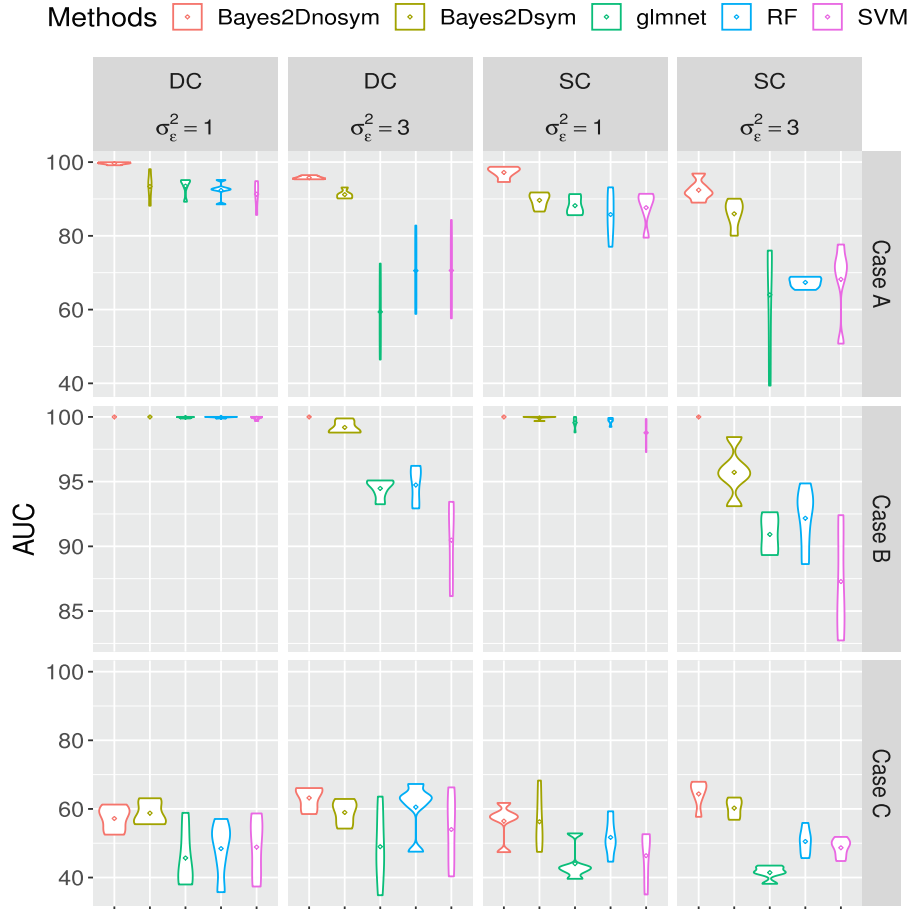 Methods Bayes2Dnosym Bayes2Dsym glmnet RF SVM
DC DC SC SC
σ²ε = 1 σ²ε = 3 σ²ε = 1 σ²ε = 3
100
80
60
40
Case A
100
95
90
85
Case B
AUC
100
80
60
40
Case C